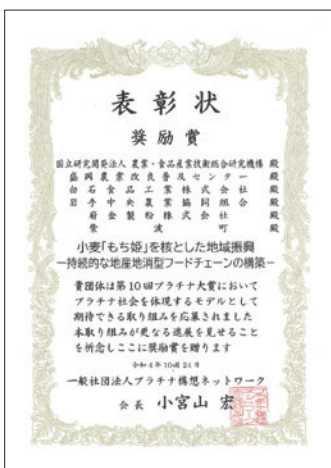 表彰状
奨励賞
国立研究開発法人 農業・食品産業技術総合研究機構 殿
盛岡農業改良普及センター 殿
白石食品工業株式会社 殿
岩手中央農業協同組合 殿
府金製粉株式会社 殿
紫波町 殿
小麦「もち姫」を核とした地域振興
―持続的な地産地消型フードチェーンの構築―
貴団体は第10回プラチナ大賞において
プラチナ社会を体現するモデルとして
期待できる取り組みを応募されました
本取り組みが更なる進展を見せること
を祈念しここに奨励賞を贈ります
令和4年10月24日
一般社団法人プラチナ構想ネットワーク
会長 小宮山 宏